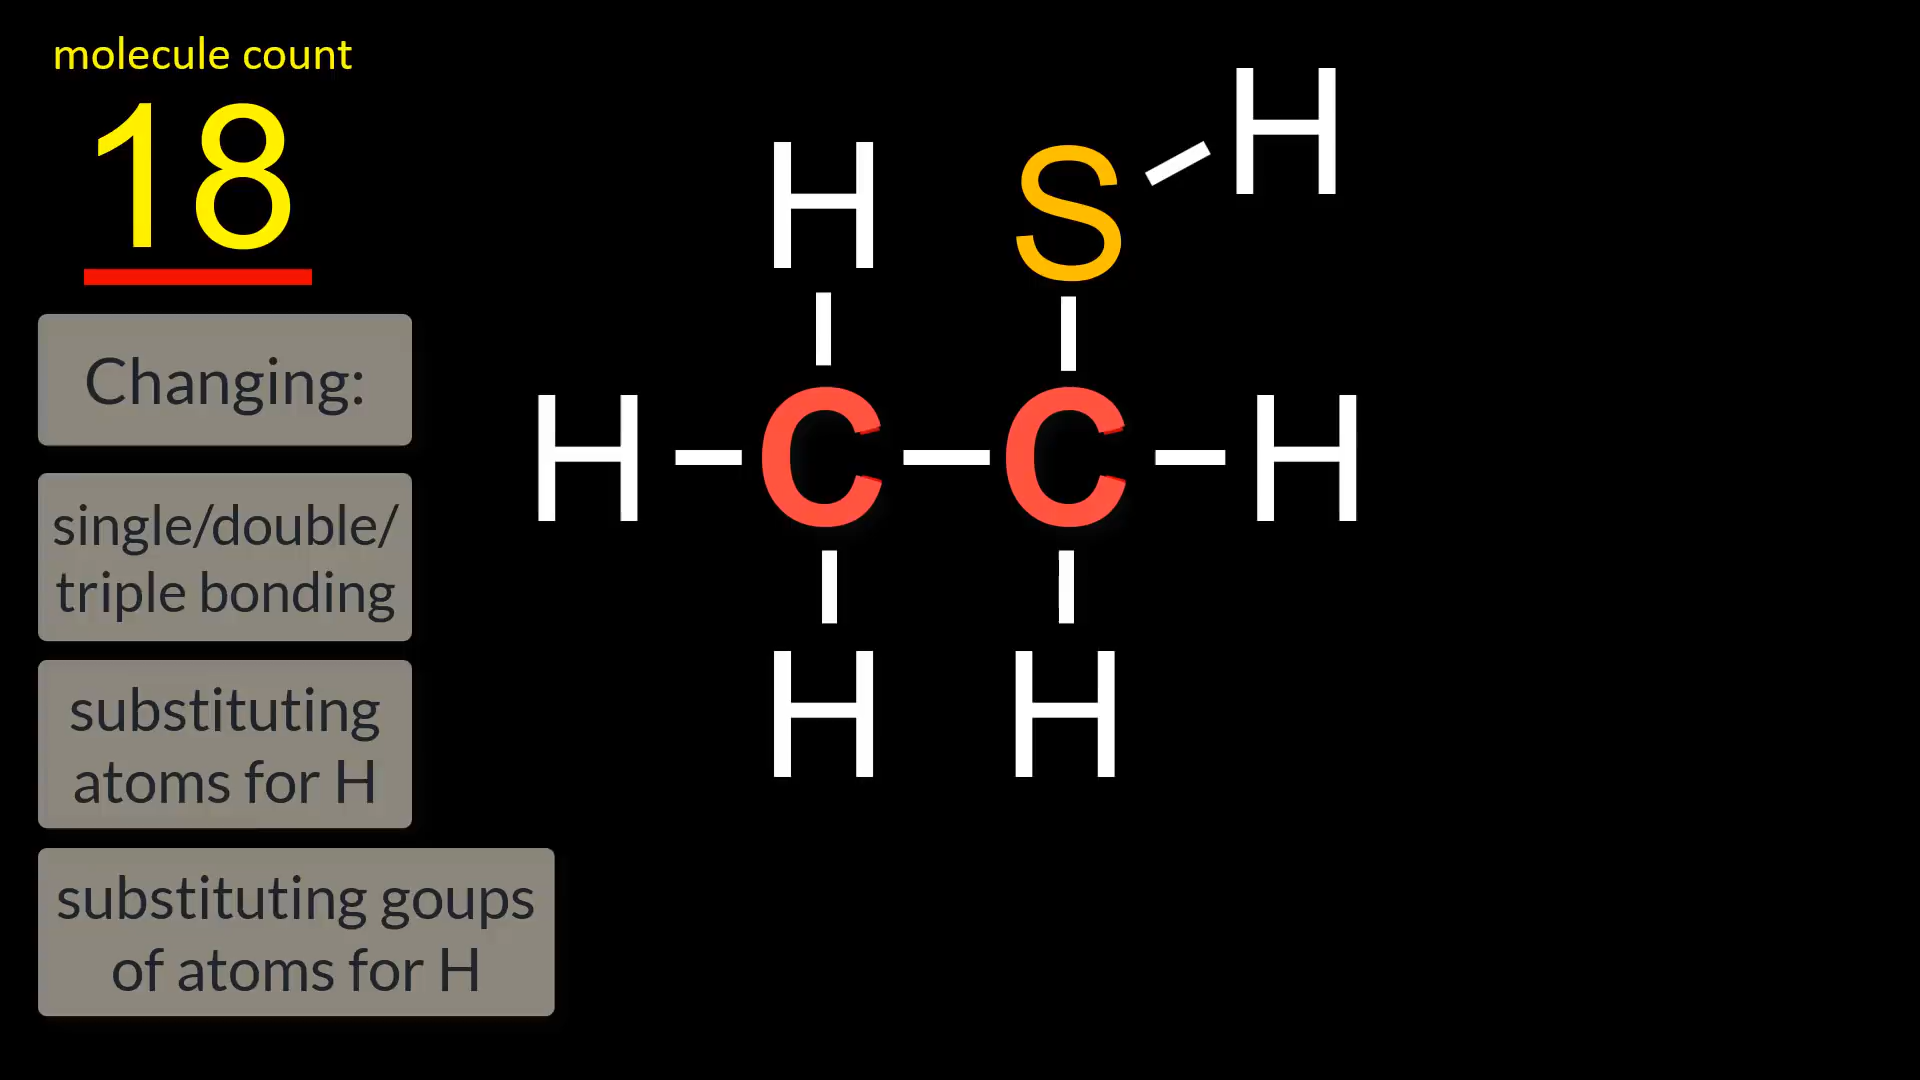 molecule count
18
Changing:
single/double/
triple bonding
substituting
atoms for H
substituting goups
of atoms for H
H
H S
H C C H
H H